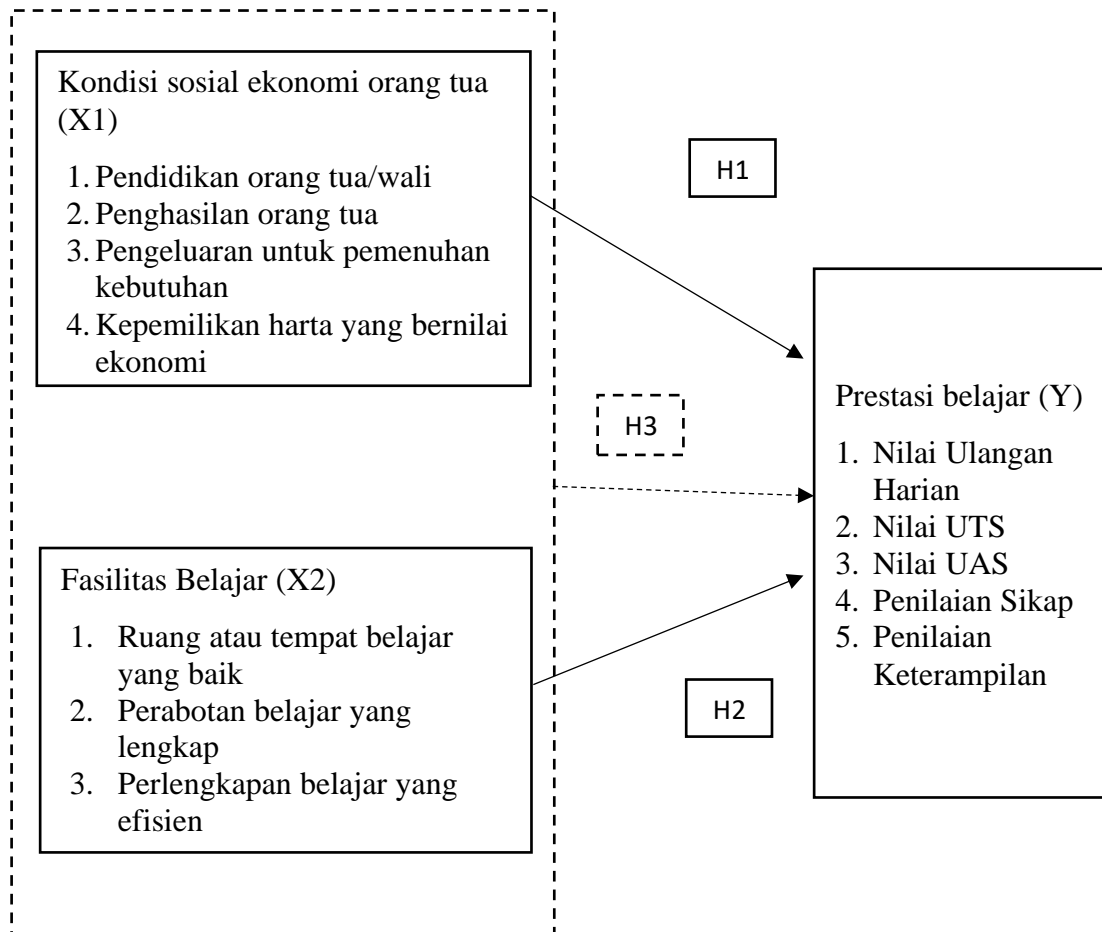 Kondisi sosial ekonomi orang tua
(X1)
1. Pendidikan orang tua/wali
2. Penghasilan orang tua
3. Pengeluaran untuk pemenuhan
kebutuhan
4. Kepemilikan harta yang bernilai
ekonomi
H1
H3
Prestasi belajar (Y)
1. Nilai Ulangan
Harian
2. Nilai UTS
3. Nilai UAS
4. Penilaian Sikap
5. Penilaian
Keterampilan
Fasilitas Belajar (X2)
1. Ruang atau tempat belajar
yang baik
2. Perabotan belajar yang
lengkap
3. Perlengkapan belajar yang
efisien
H2